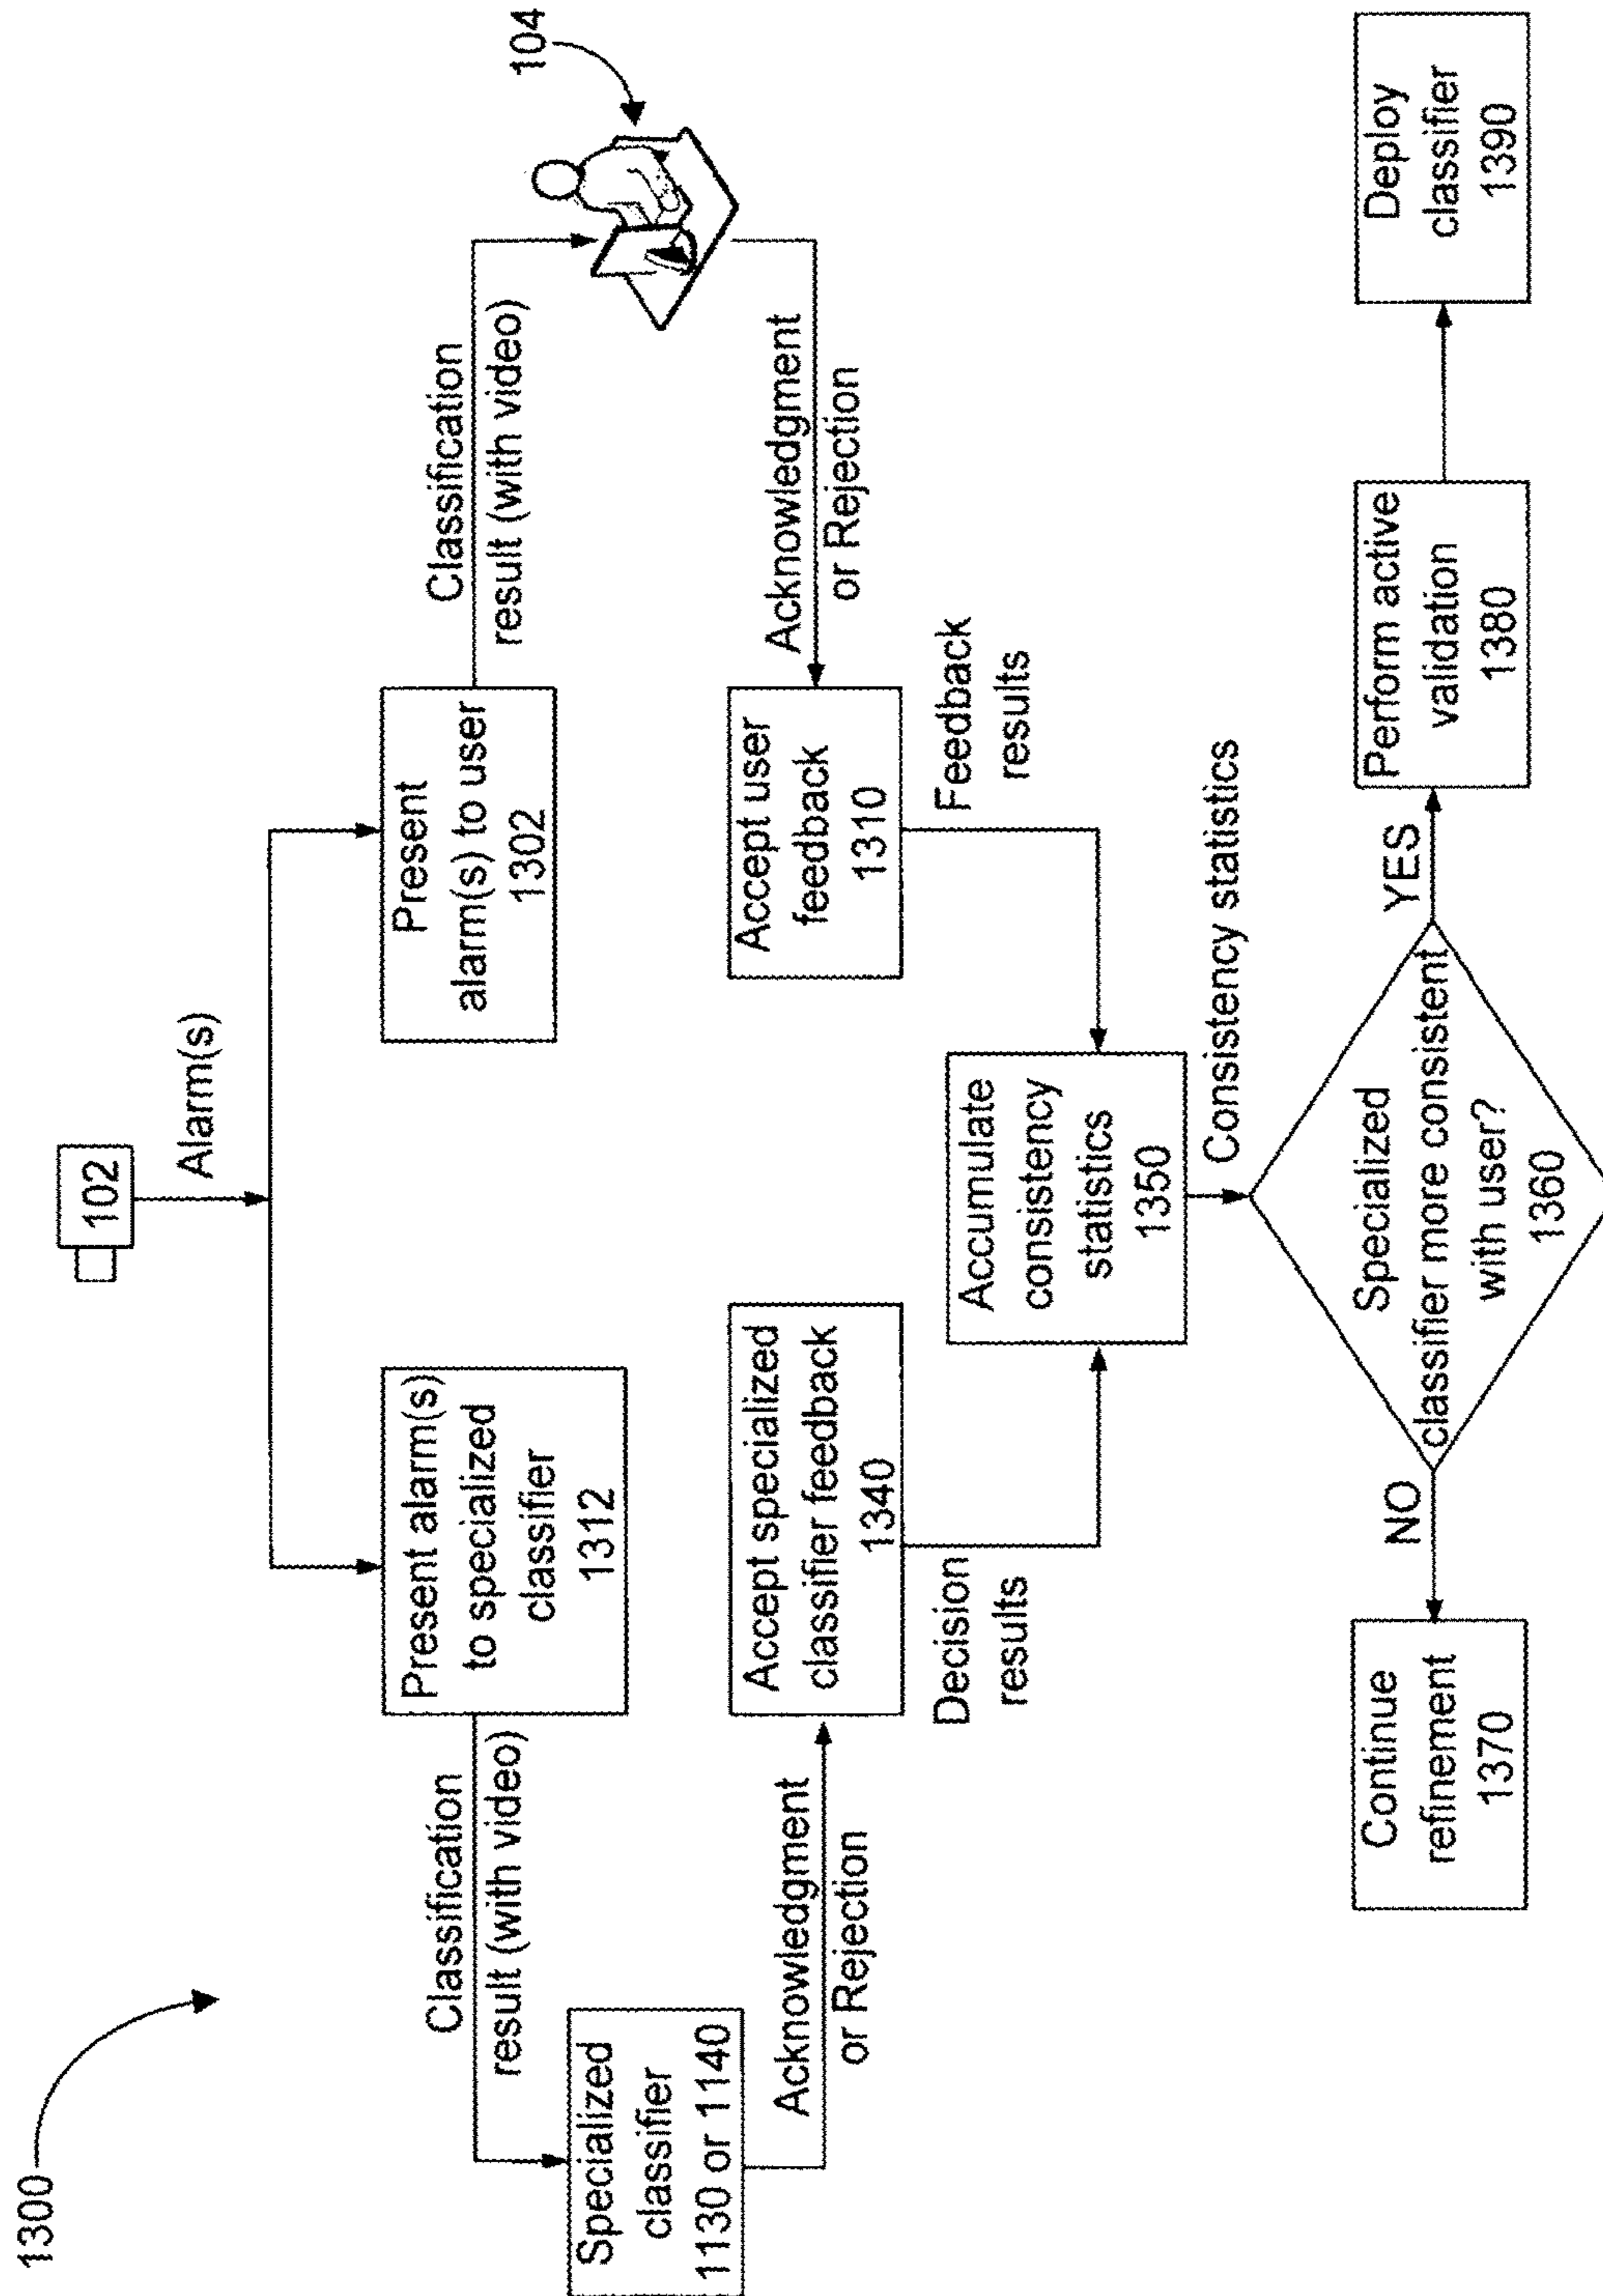 1300
102
Alarm(s)
Present alarm(s)
to specialized
classifier
1312
Present
alarm(s) to user
1302
Classification
result (with video)
Classification
result (with video)
104
Specialized
classifier
1130 or 1140
Acknowledgment
or Rejection
Accept specialized
classifier feedback
1340
Accept user
feedback
1310
Acknowledgment
or Rejection
Decision
results
Feedback
results
Accumulate
consistency
statistics
1350
Consistency statistics
Specialized
classifier more consistent
with user?
1360
NO
YES
Continue
refinement
1370
Perform active
validation
1380
Deploy
classifier
1390